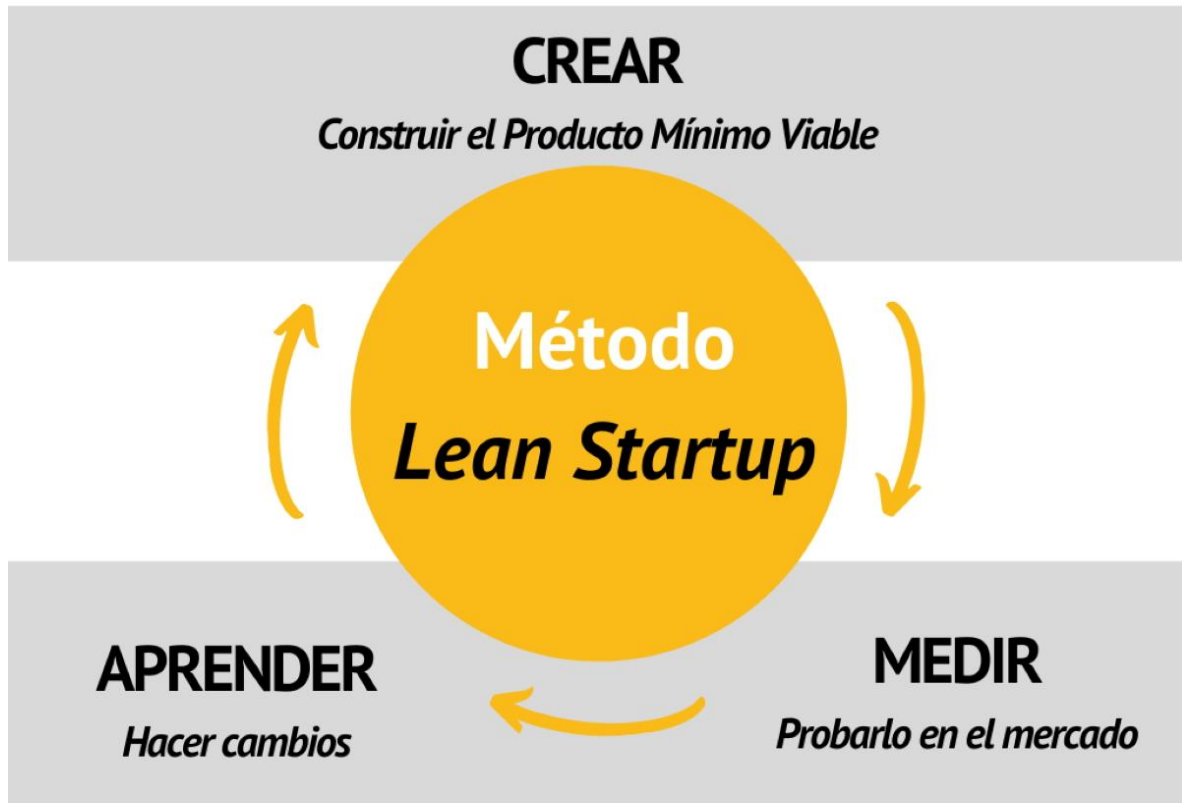 CREAR
Construir el Producto Mínimo Viable
Método
Lean Startup
APRENDER
Hacer cambios
MEDIR
Probarlo en el mercado